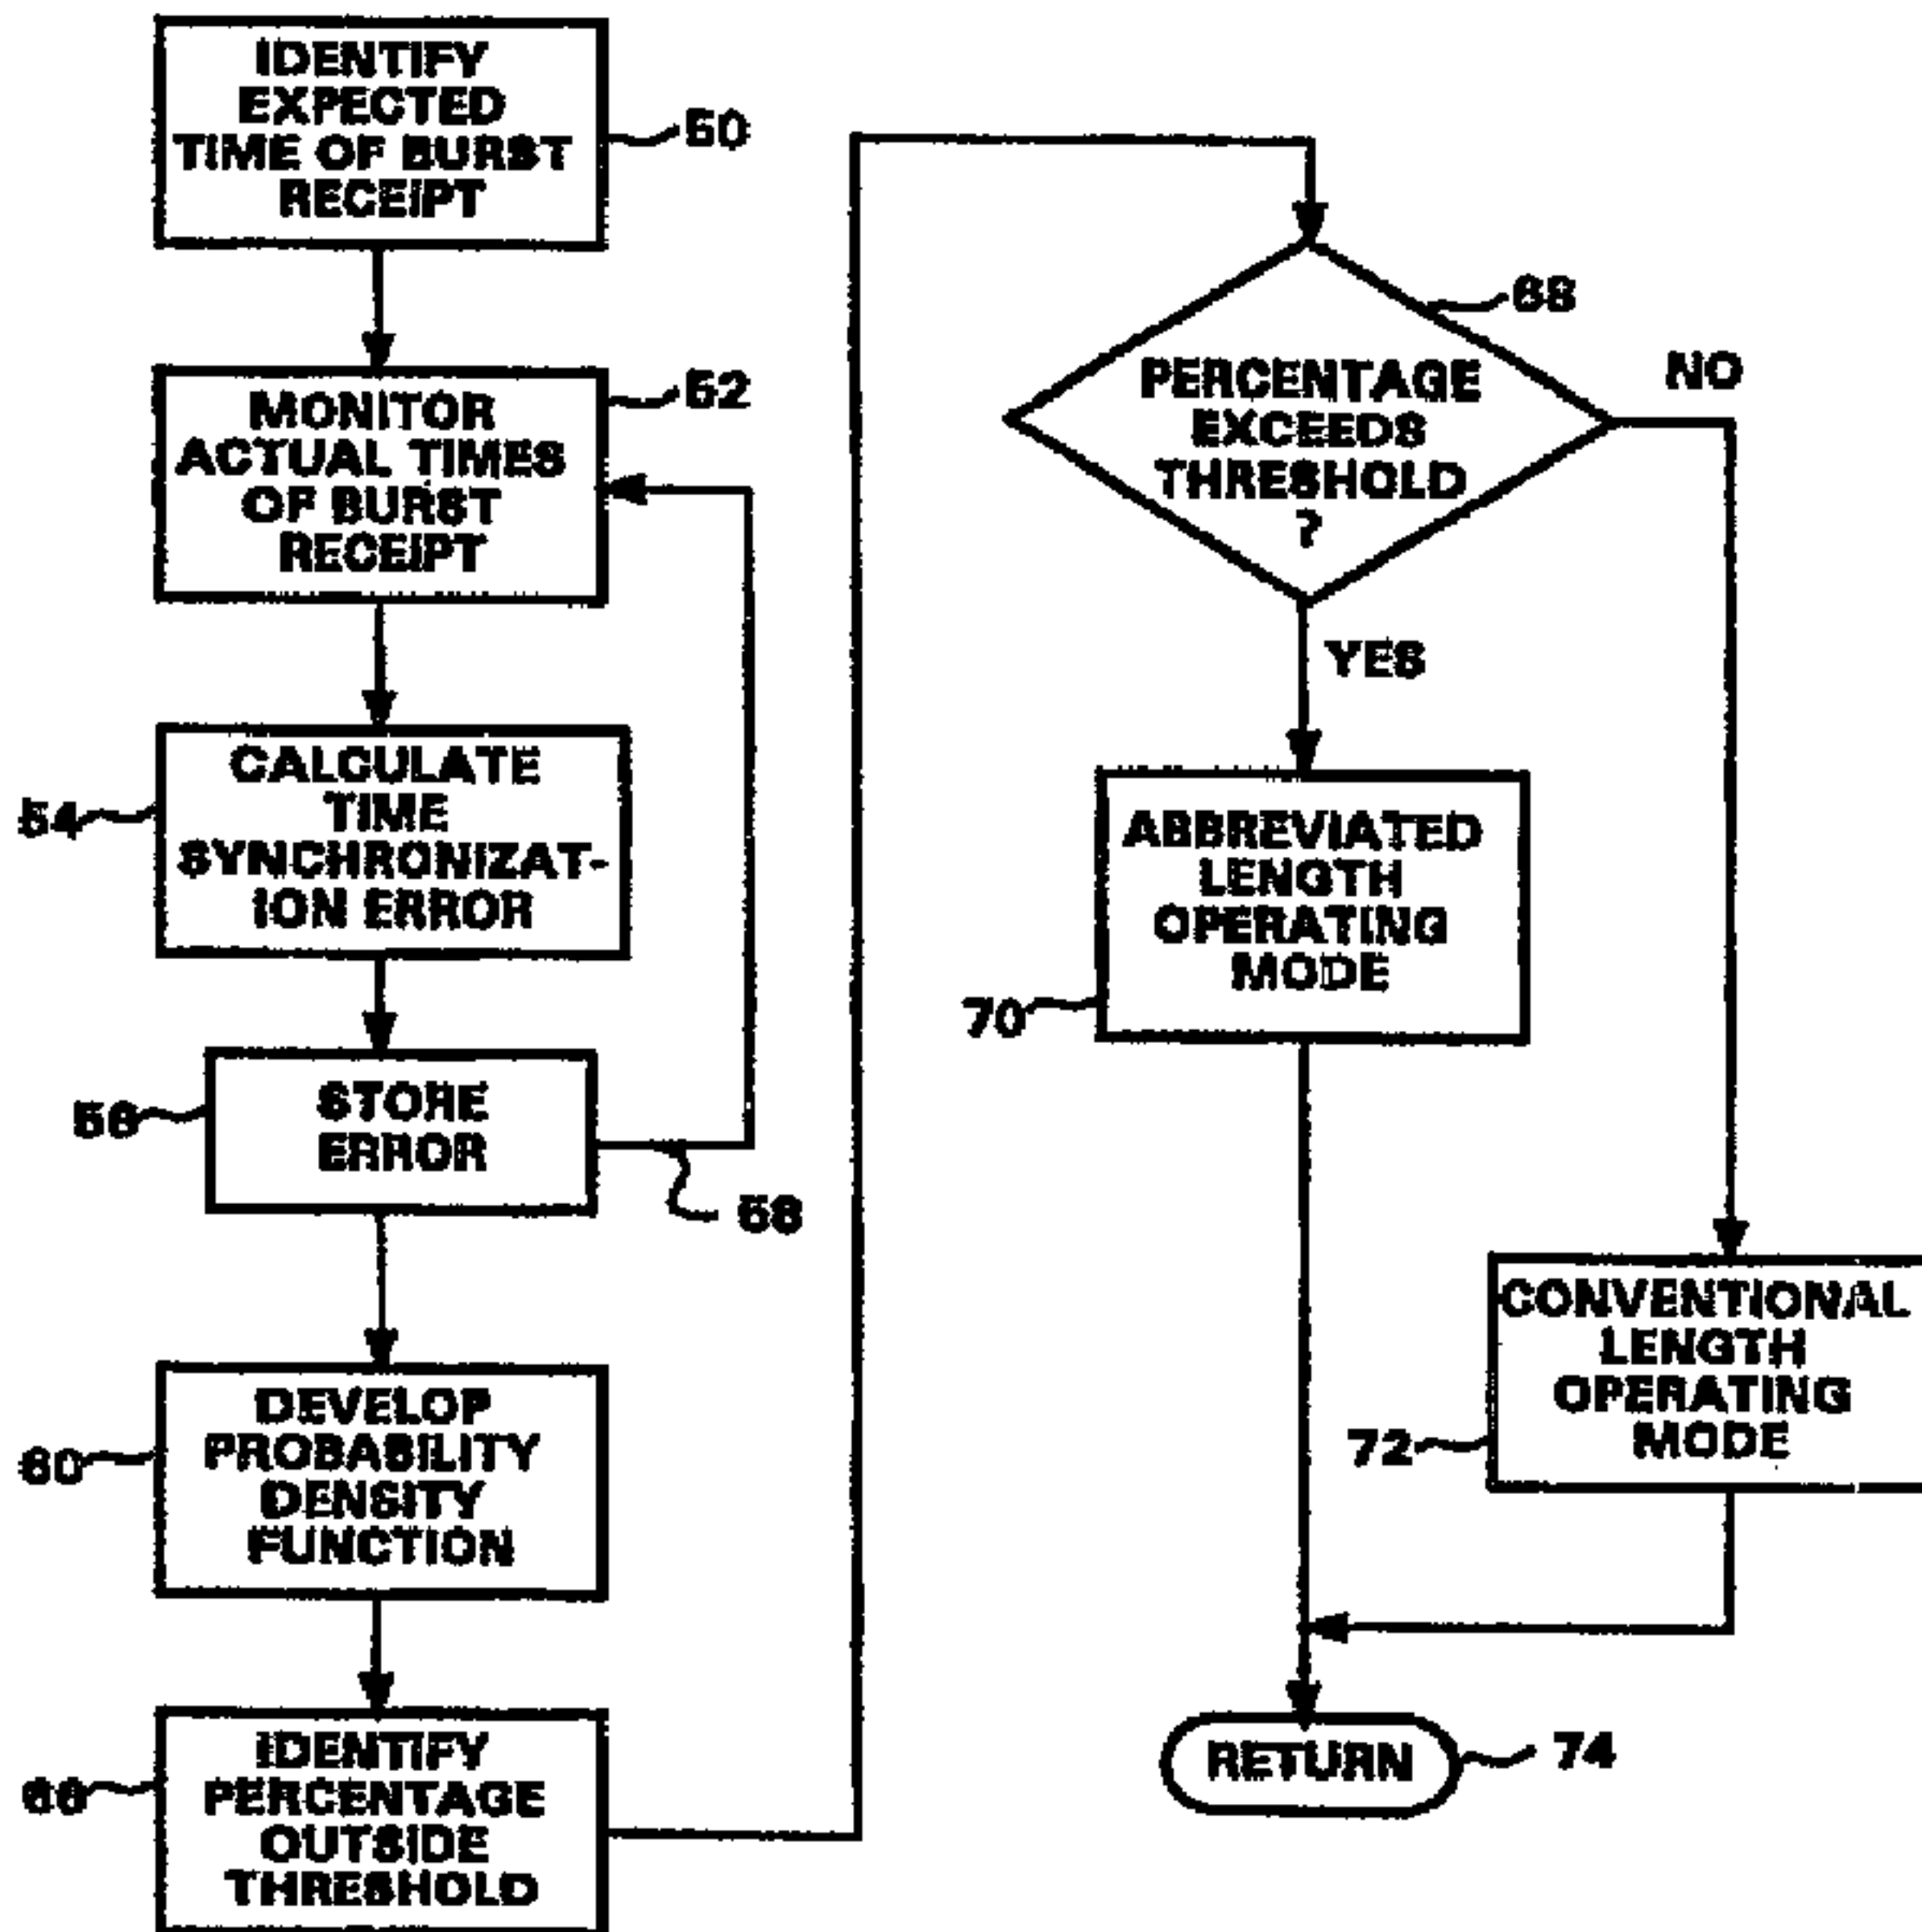 IDENTIFY
EXPECTED
TIME OF BURST
RECEIPT
50
MONITOR
ACTUAL TIMES
OF BURST
RECEIPT
52
CALCULATE
TIME
SYNCHRONIZAT-
ION ERROR
54
STORE
ERROR
56
58
DEVELOP
PROBABILITY
DENSITY
FUNCTION
60
IDENTIFY
PERCENTAGE
OUTSIDE
THRESHOLD
PERCENTAGE
EXCEEDS
THRESHOLD
?
68
NO
YES
ABBREVIATED
LENGTH
OPERATING
MODE
70
CONVENTIONAL
LENGTH
OPERATING
MODE
72
RETURN
74